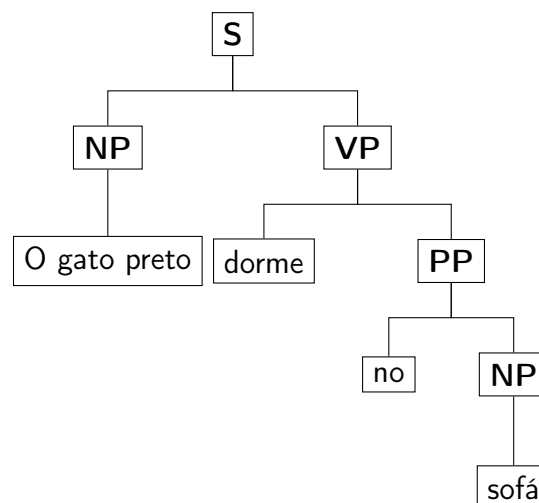 S
NP VP
O gato preto dorme PP
no NP
sofá